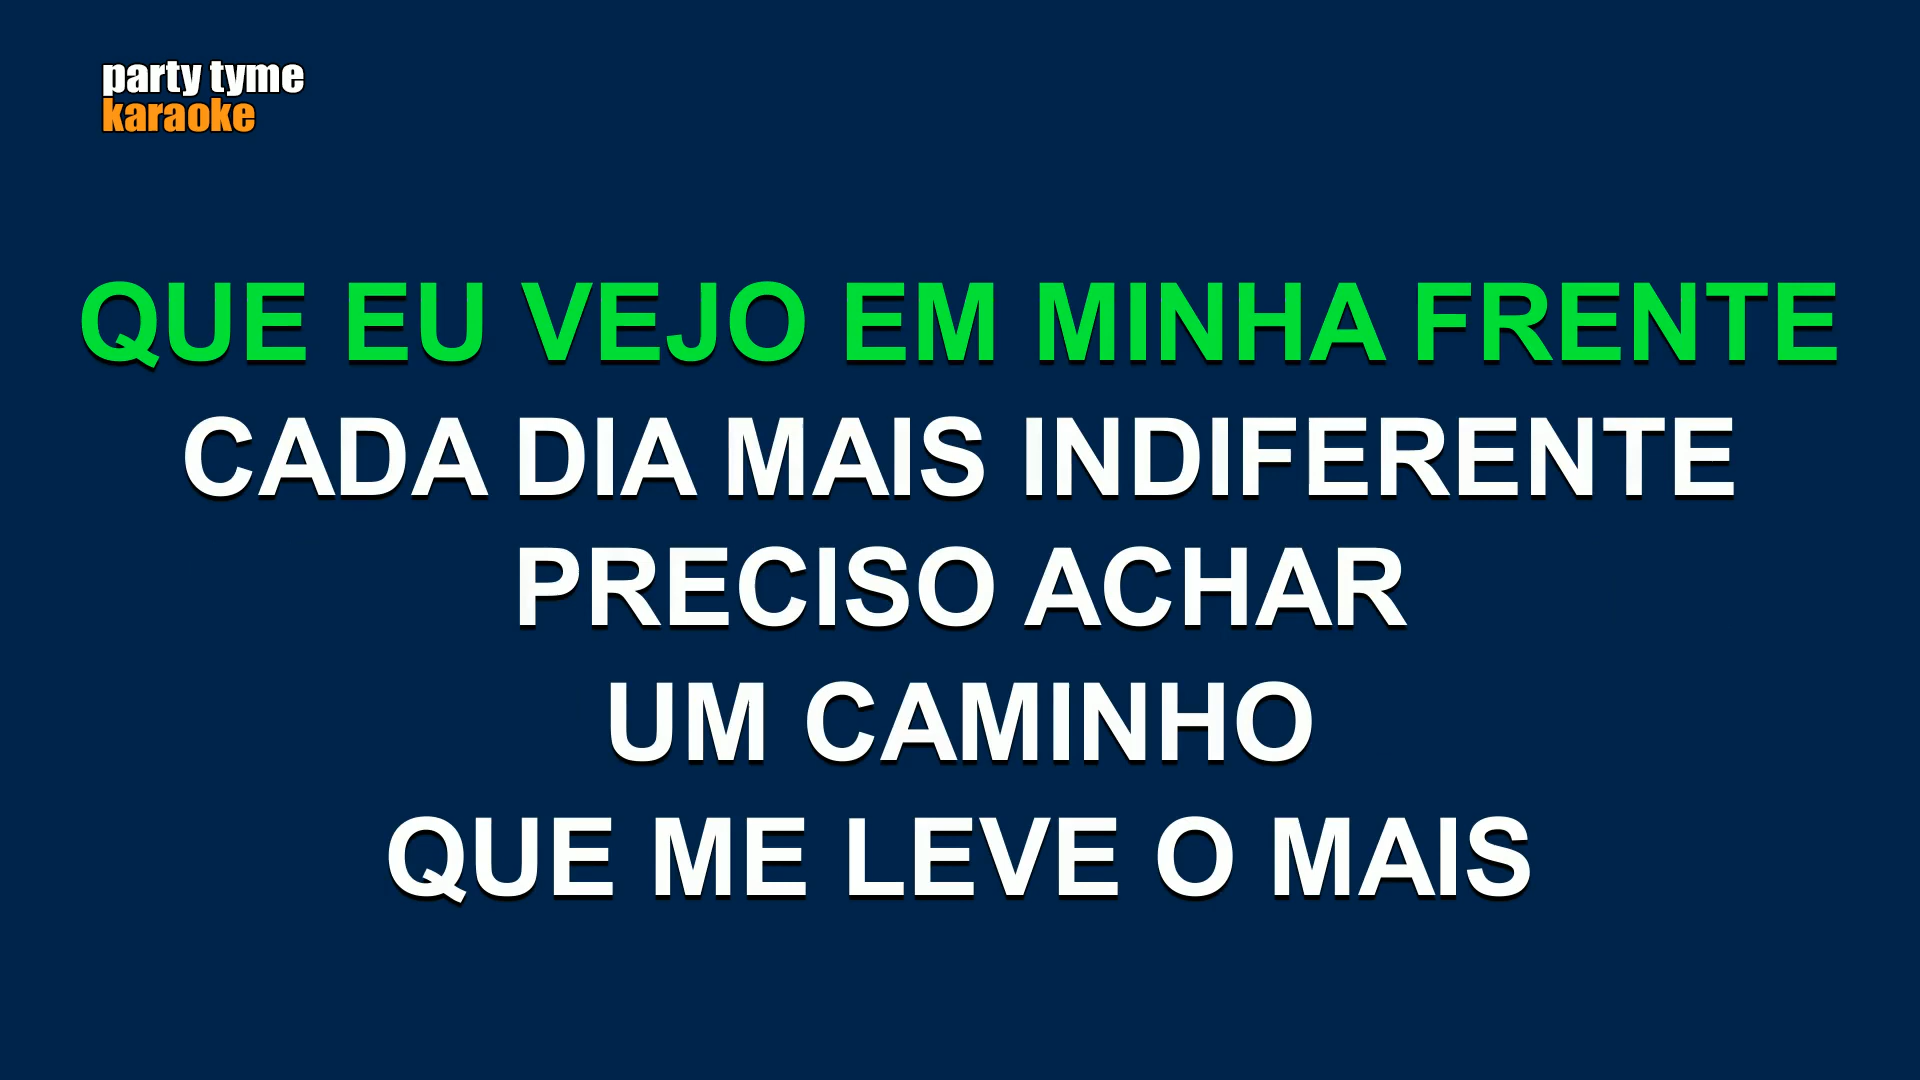 party tyme
karaoke
QUE EU VEJO EM MINHA FRENTE
CADA DIA MAIS INDIFERENTE
PRECISO ACHAR
UM CAMINHO
QUE ME LEVE O MAIS